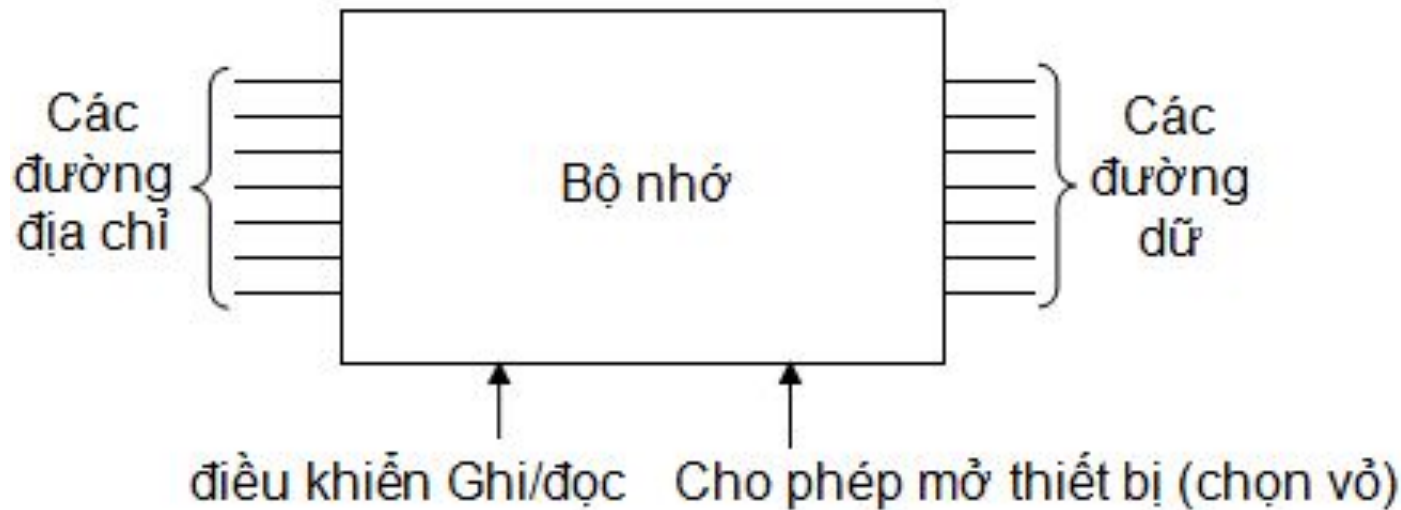 Các
đường
địa chỉ
Bộ nhớ
Các
đường
dữ
điều khiễn Ghi/đọc
Cho phép mở thiết bị (chọn vỏ)